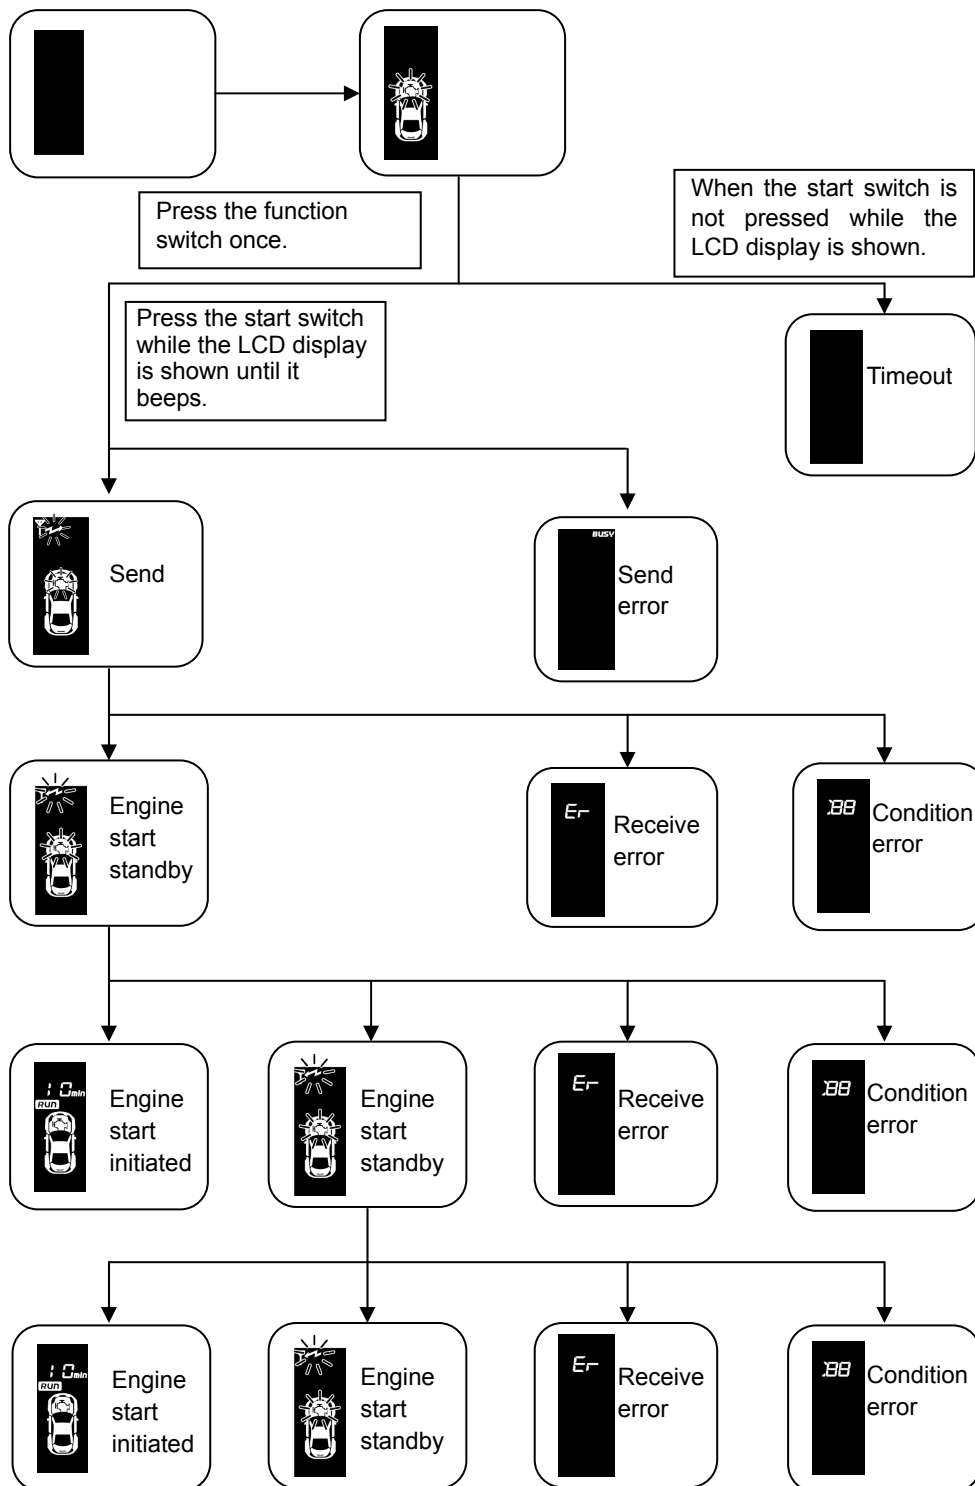 Press the function
switch once.
When the start switch is
not pressed while the
LCD display is shown.
Press the start switch
while the LCD display
is shown until it
beeps.
Timeout
Send
BUSY
Send
error
Engine
start
standby
Er
Receive
error
:88
Condition
error
10min
RUN
Engine
start
initiated
Engine
start
standby
Er
Receive
error
:88
Condition
error
10min
RUN
Engine
start
initiated
Engine
start
standby
Er
Receive
error
:88
Condition
error